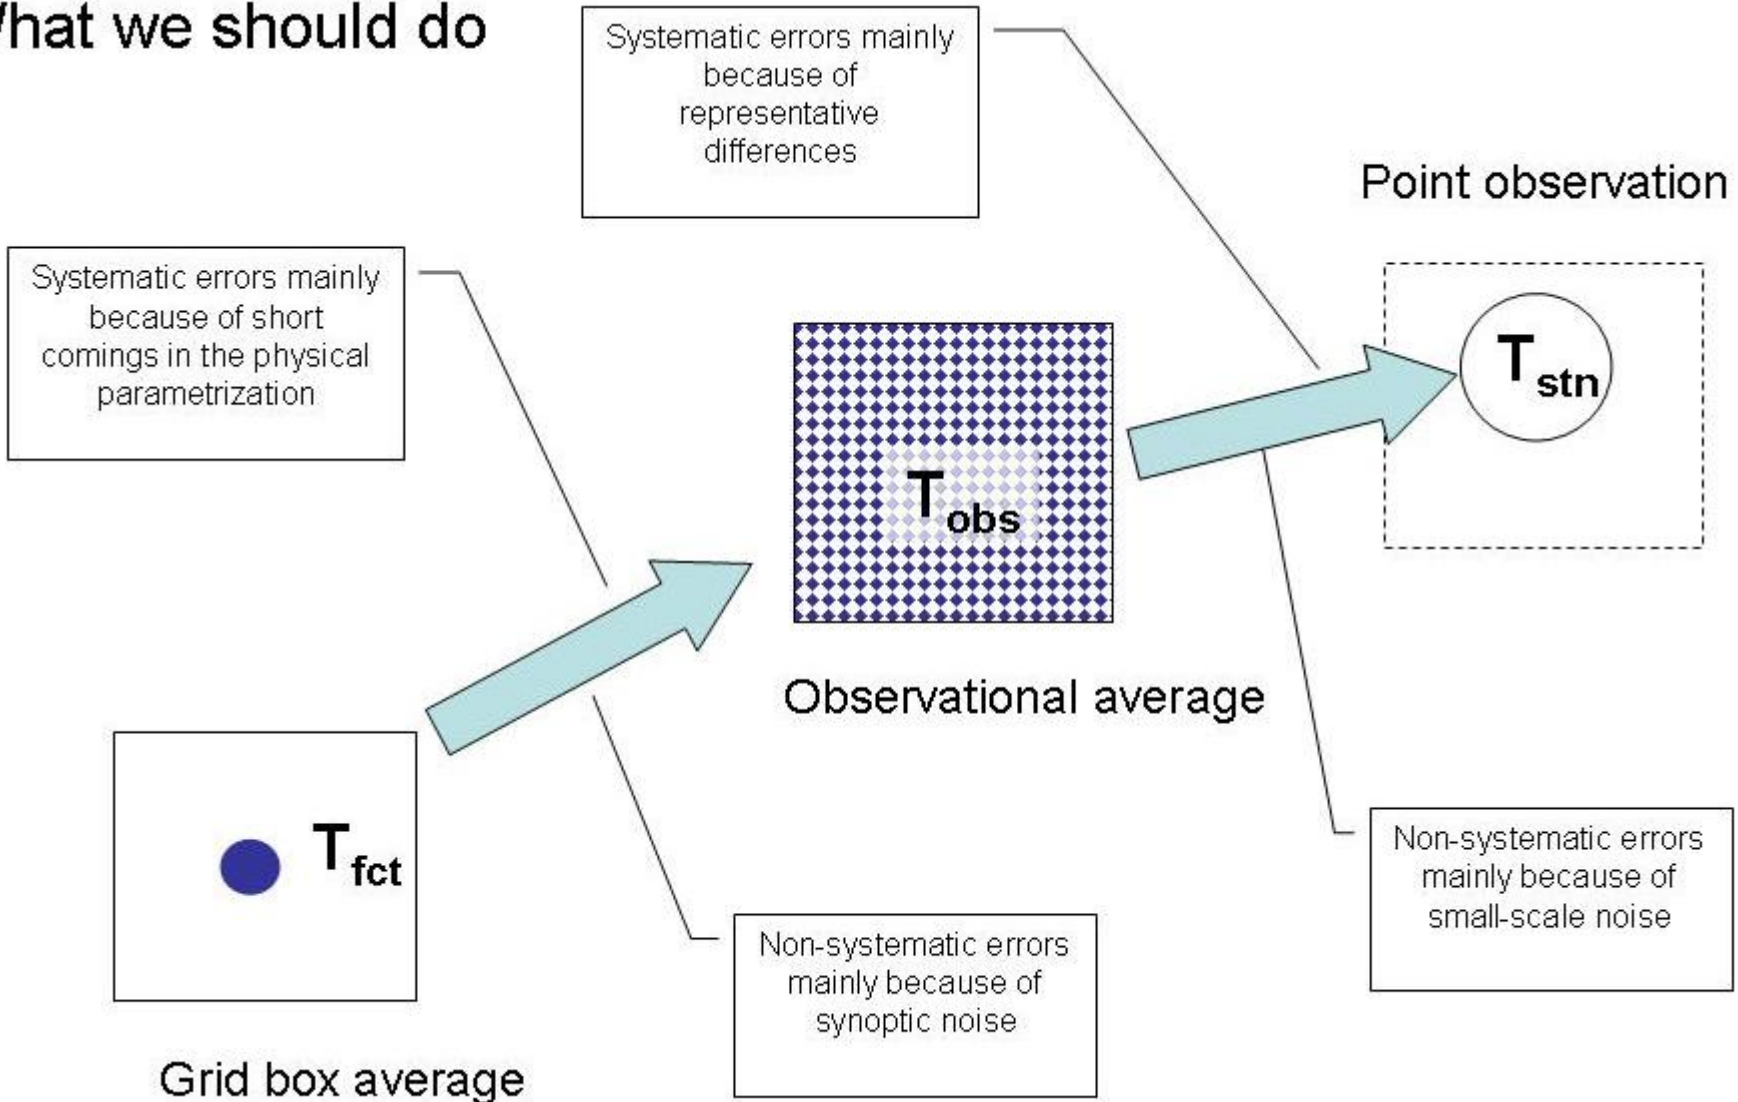 hat we should do
Systematic errors mainly
because of
representative
differences
Point observation
Systematic errors mainly
because of short
comings in the physical
parametrization
T stn
T obs
Observational average
T fct
Non-systematic errors
mainly because of
small-scale noise
Non-systematic errors
mainly because of
synoptic noise
Grid box average